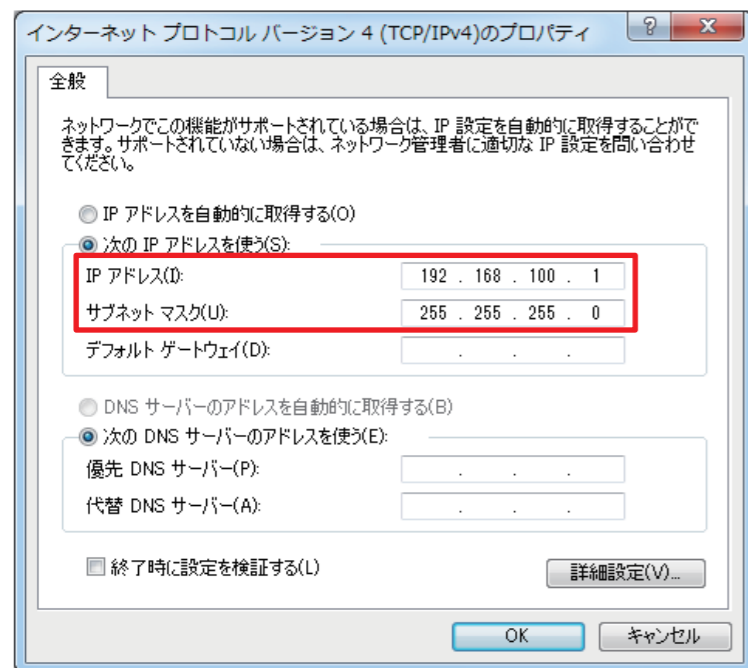 インターネット プロトコル バージョン 4 (TCP/IPv4)のプロパティ
全般
ネットワークでこの機能がサポートされている場合は、IP 設定を自動的に取得することがで
きます。サポートされていない場合は、ネットワーク管理者に適切な IP 設定を問い合わせ
てください。
IP アドレスを自動的に取得する(O)
次の IP アドレスを使う(S):
IP アドレス(I): 192 . 168 . 100 . 1
サブネット マスク(U): 255 . 255 . 255 . 0
デフォルト ゲートウェイ(D): . . .
DNS サーバーのアドレスを自動的に取得する(B)
次の DNS サーバーのアドレスを使う(E):
優先 DNS サーバー(P): . . .
代替 DNS サーバー(A): . . .
終了時に設定を検証する(L)
詳細設定(V)...
OK キャンセル